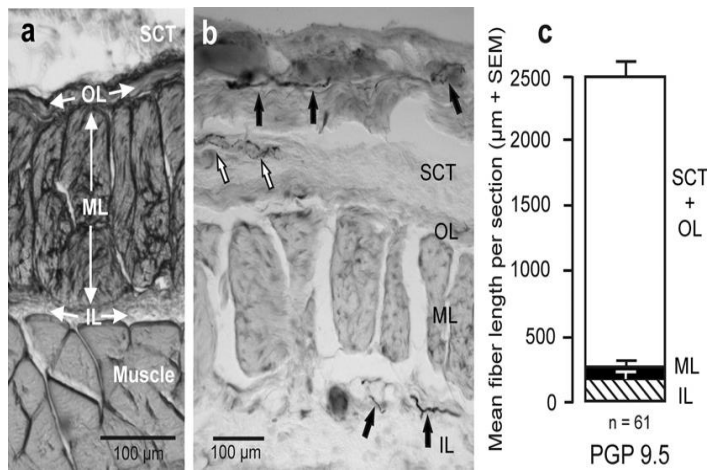 a
SCT
OL
ML
IL
Muscle
100 µm
b
SCT
OL
ML
IL
100 µm
c
Mean fiber length per section (µm + SEM)
2500
2000
1500
1000
500
0
SCT
+
OL
ML
IL
n = 61
PGP 9.5